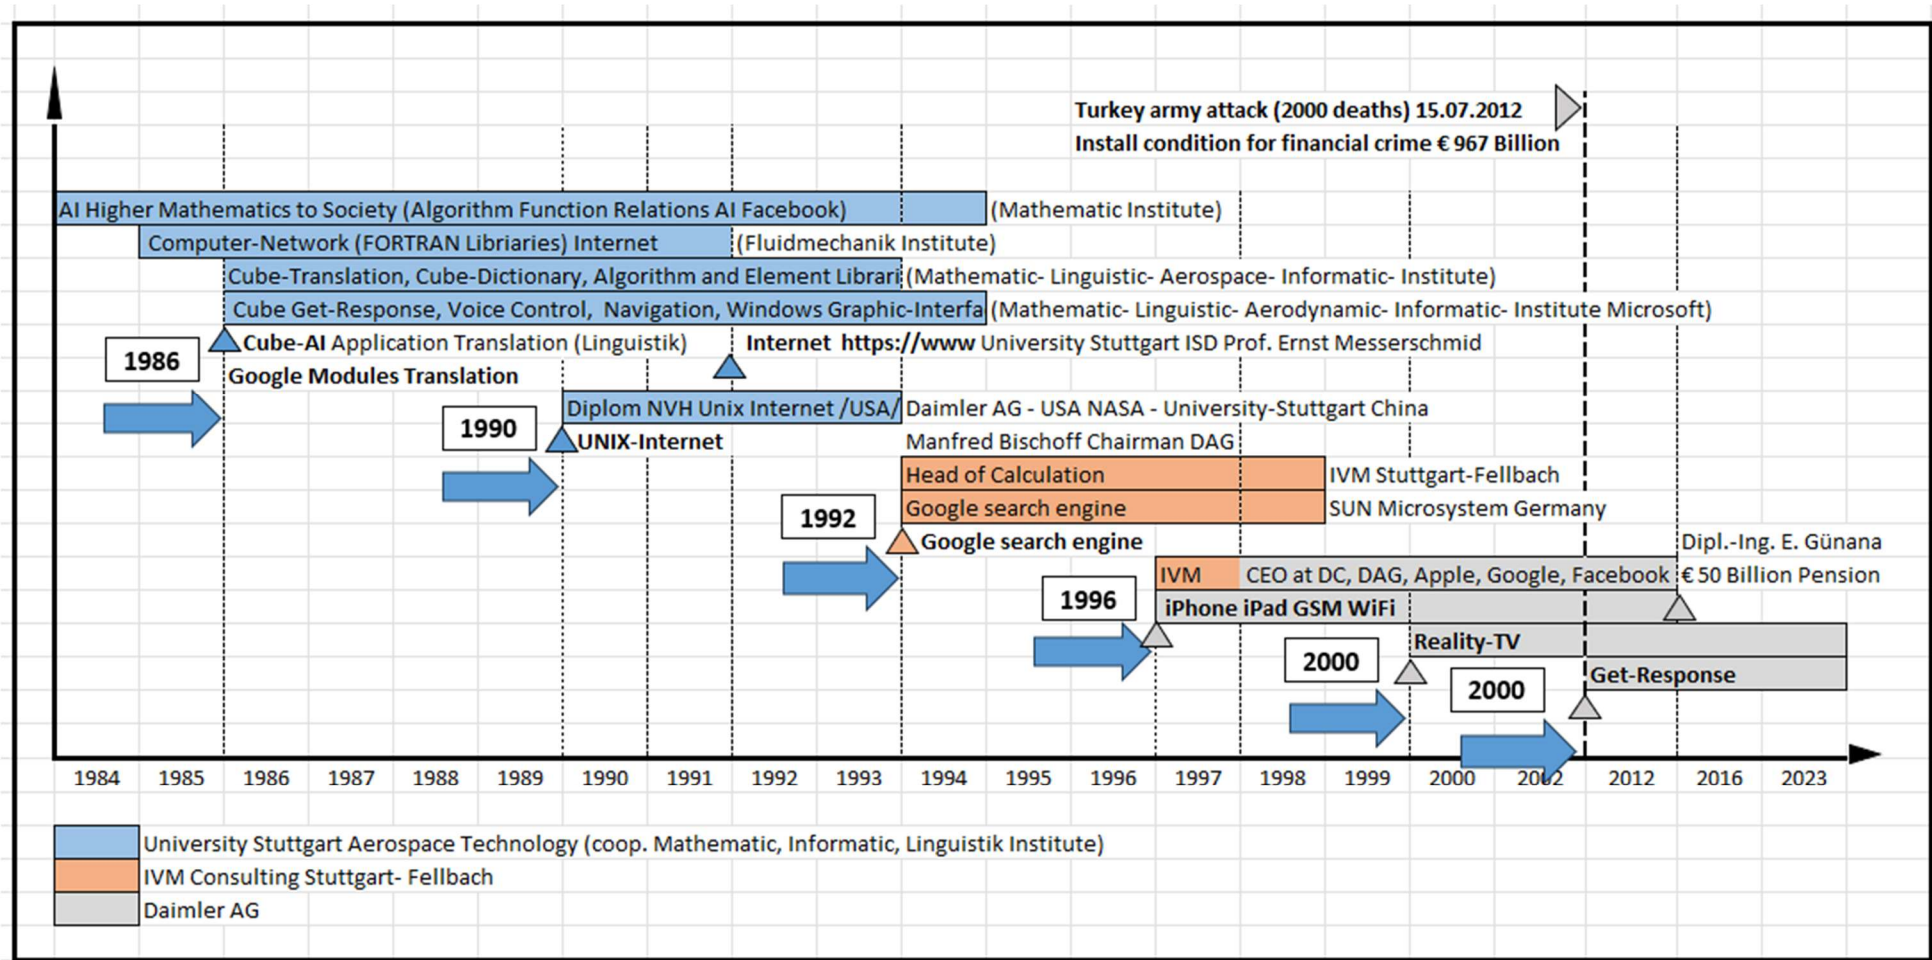 Turkey army attack (2000 deaths) 15.07.2012
Install condition for financial crime € 967 Billion
AI Higher Mathematics to Society (Algorithm Function Relations AI Facebook) (Mathematic Institute)
Computer-Network (FORTRAN Libriaries) Internet (Fluidmechanik Institute)
Cube-Translation, Cube-Dictionary, Algorithm and Element Librari (Mathematic- Linguistic- Aerospace- Informatic- Institute)
Cube Get-Response, Voice Control, Navigation, Windows Graphic-Interfa (Mathematic- Linguistic- Aerodynamic- Informatic- Institute Microsoft)
1986
Cube-AI Application Translation (Linguistik)
Internet https://www University Stuttgart ISD Prof. Ernst Messerschmid
Google Modules Translation
Diplom NVH Unix Internet /USA/ Daimler AG - USA NASA - University-Stuttgart China
1990
UNIX-Internet
Manfred Bischoff Chairman DAG
Head of Calculation IVM Stuttgart-Fellbach
Google search engine SUN Microsystem Germany
1992
Google search engine
Dipl.-Ing. E. Günana
IVM CEO at DC, DAG, Apple, Google, Facebook € 50 Billion Pension
1996
iPhone iPad GSM WiFi
Reality-TV
2000
Get-Response
2000
1984 1985 1986 1987 1988 1989 1990 1991 1992 1993 1994 1995 1996 1997 1998 1999 2000 2002 2012 2016 2023
University Stuttgart Aerospace Technology (coop. Mathematic, Informatic, Linguistik Institute)
IVM Consulting Stuttgart- Fellbach
Daimler AG